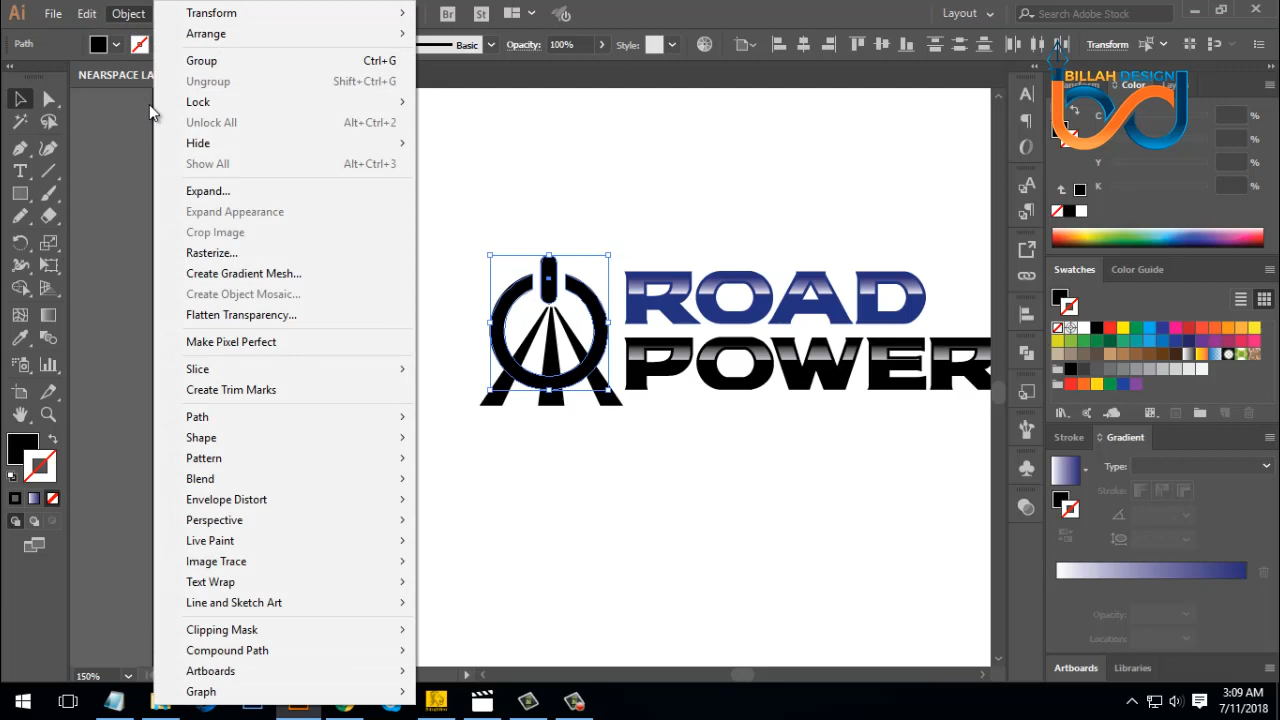 Ai File Edit Object Br St Layout Search Adobe Stock
Path Basic Opacity: 100% Style: Transform
NEARSPACE LA
Transform
Arrange
Group Ctrl+G
Ungroup Shift+Ctrl+G
Lock
Unlock All Alt+Ctrl+2
Hide
Show All Alt+Ctrl+3
Expand...
Expand Appearance
Crop Image
Rasterize...
Create Gradient Mesh...
Create Object Mosaic...
Flatten Transparency...
Make Pixel Perfect
Slice
Create Trim Marks
Path
Shape
Pattern
Blend
Envelope Distort
Perspective
Live Paint
Image Trace
Text Wrap
Line and Sketch Art
Clipping Mask
Compound Path
Artboards
Graph
150%
ROAD
POWER
BILLAH DESIGN
Color
C %
%
Y %
K %
Swatches Color Guide
Stroke Gradient
Type:
Stroke:
Opacity:
Location:
Artboards Libraries
3:09 AM
7/11/2018